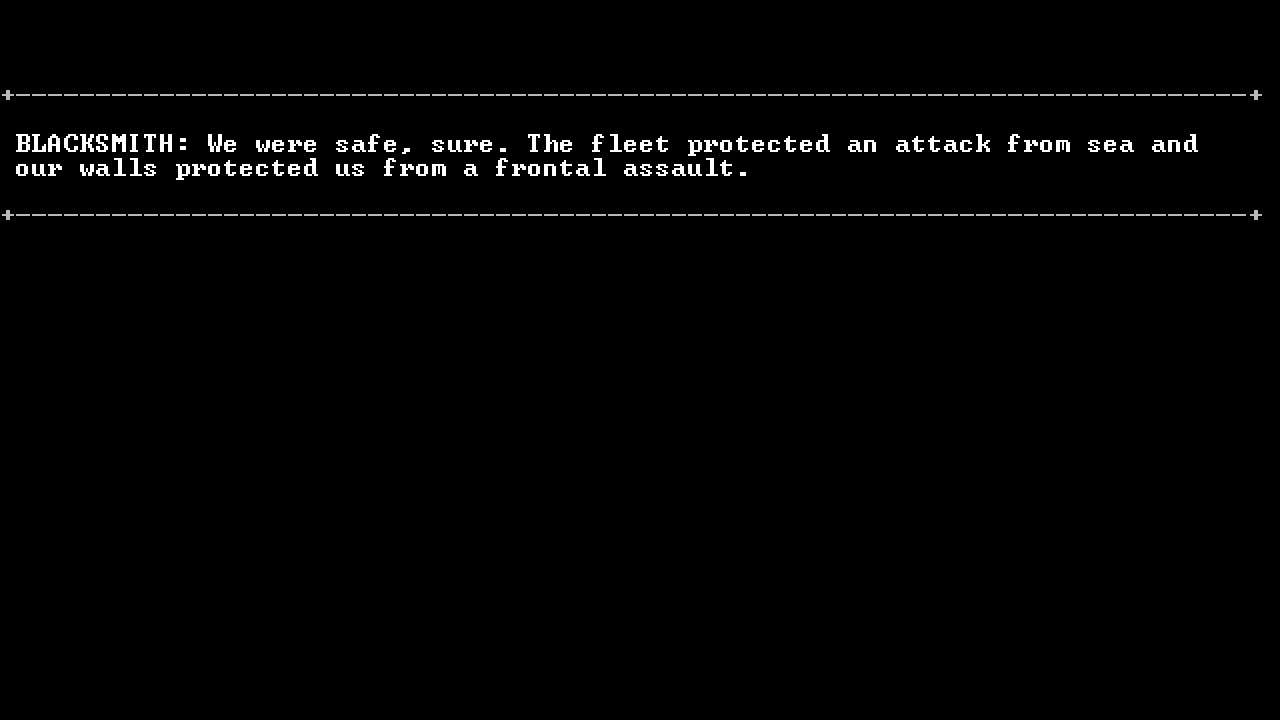 BLACKSMITH: We were safe, sure. The fleet protected an attack from sea and
our walls protected us from a frontal assault.